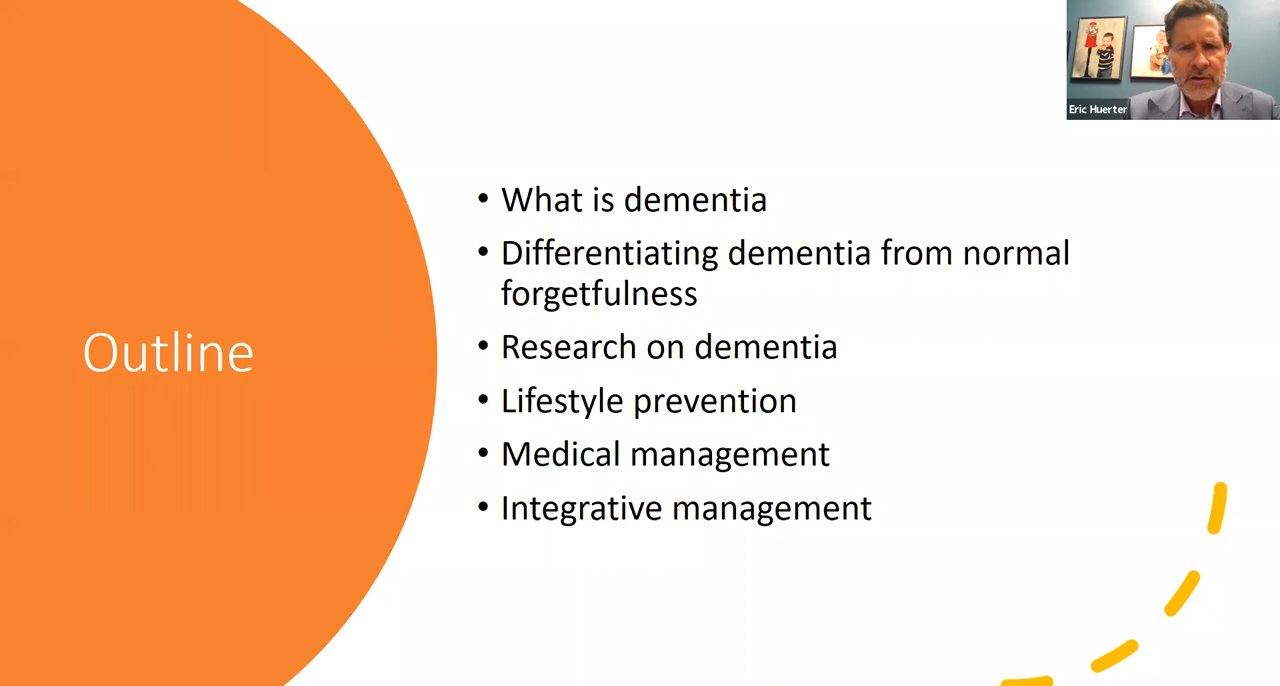 Eric Huerter
Outline
• What is dementia
• Differentiating dementia from normal
forgetfulness
• Research on dementia
• Lifestyle prevention
• Medical management
• Integrative management